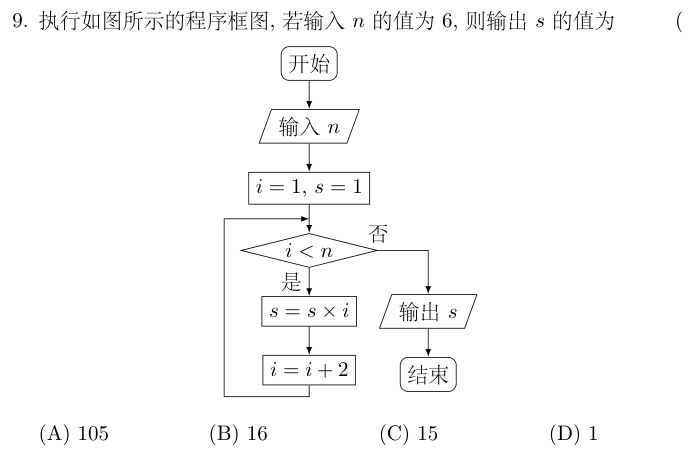 9. 执行如图所示的程序框图, 若输入 n 的值为 6, 则输出 s 的值为 (
开始
输入 n
i = 1, s = 1
否
i < n
是
s = s × i
输出 s
i = i + 2
结束
(A) 105 (B) 16 (C) 15 (D) 1